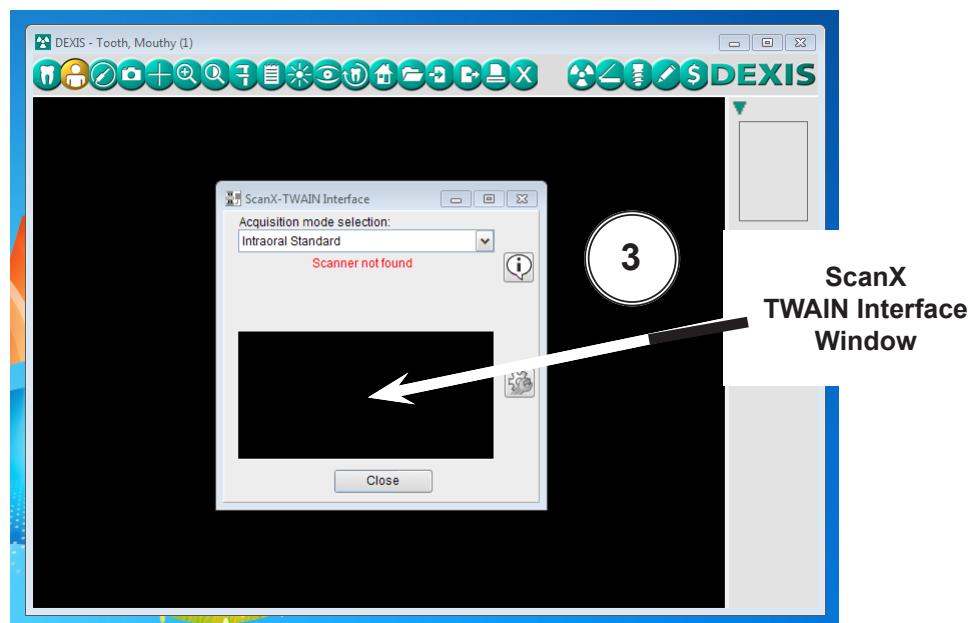 DEXIS - Tooth, Mouthy (1)
DEXIS
ScanX-TWAIN Interface
Acquisition mode selection:
Intraoral Standard
Scanner not found
Close
3
ScanX
TWAIN Interface
Window